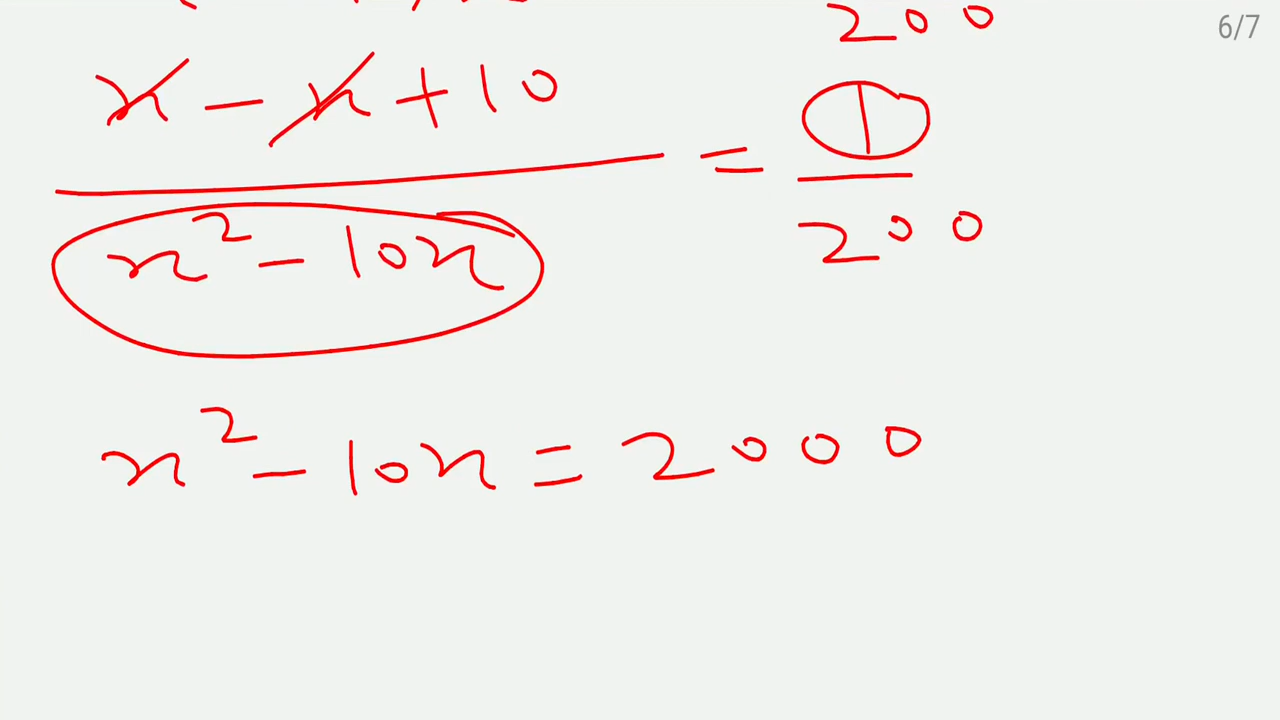 200
6/7
x - x + 10 = 1
x² - 10x 200
x² - 10x = 2000